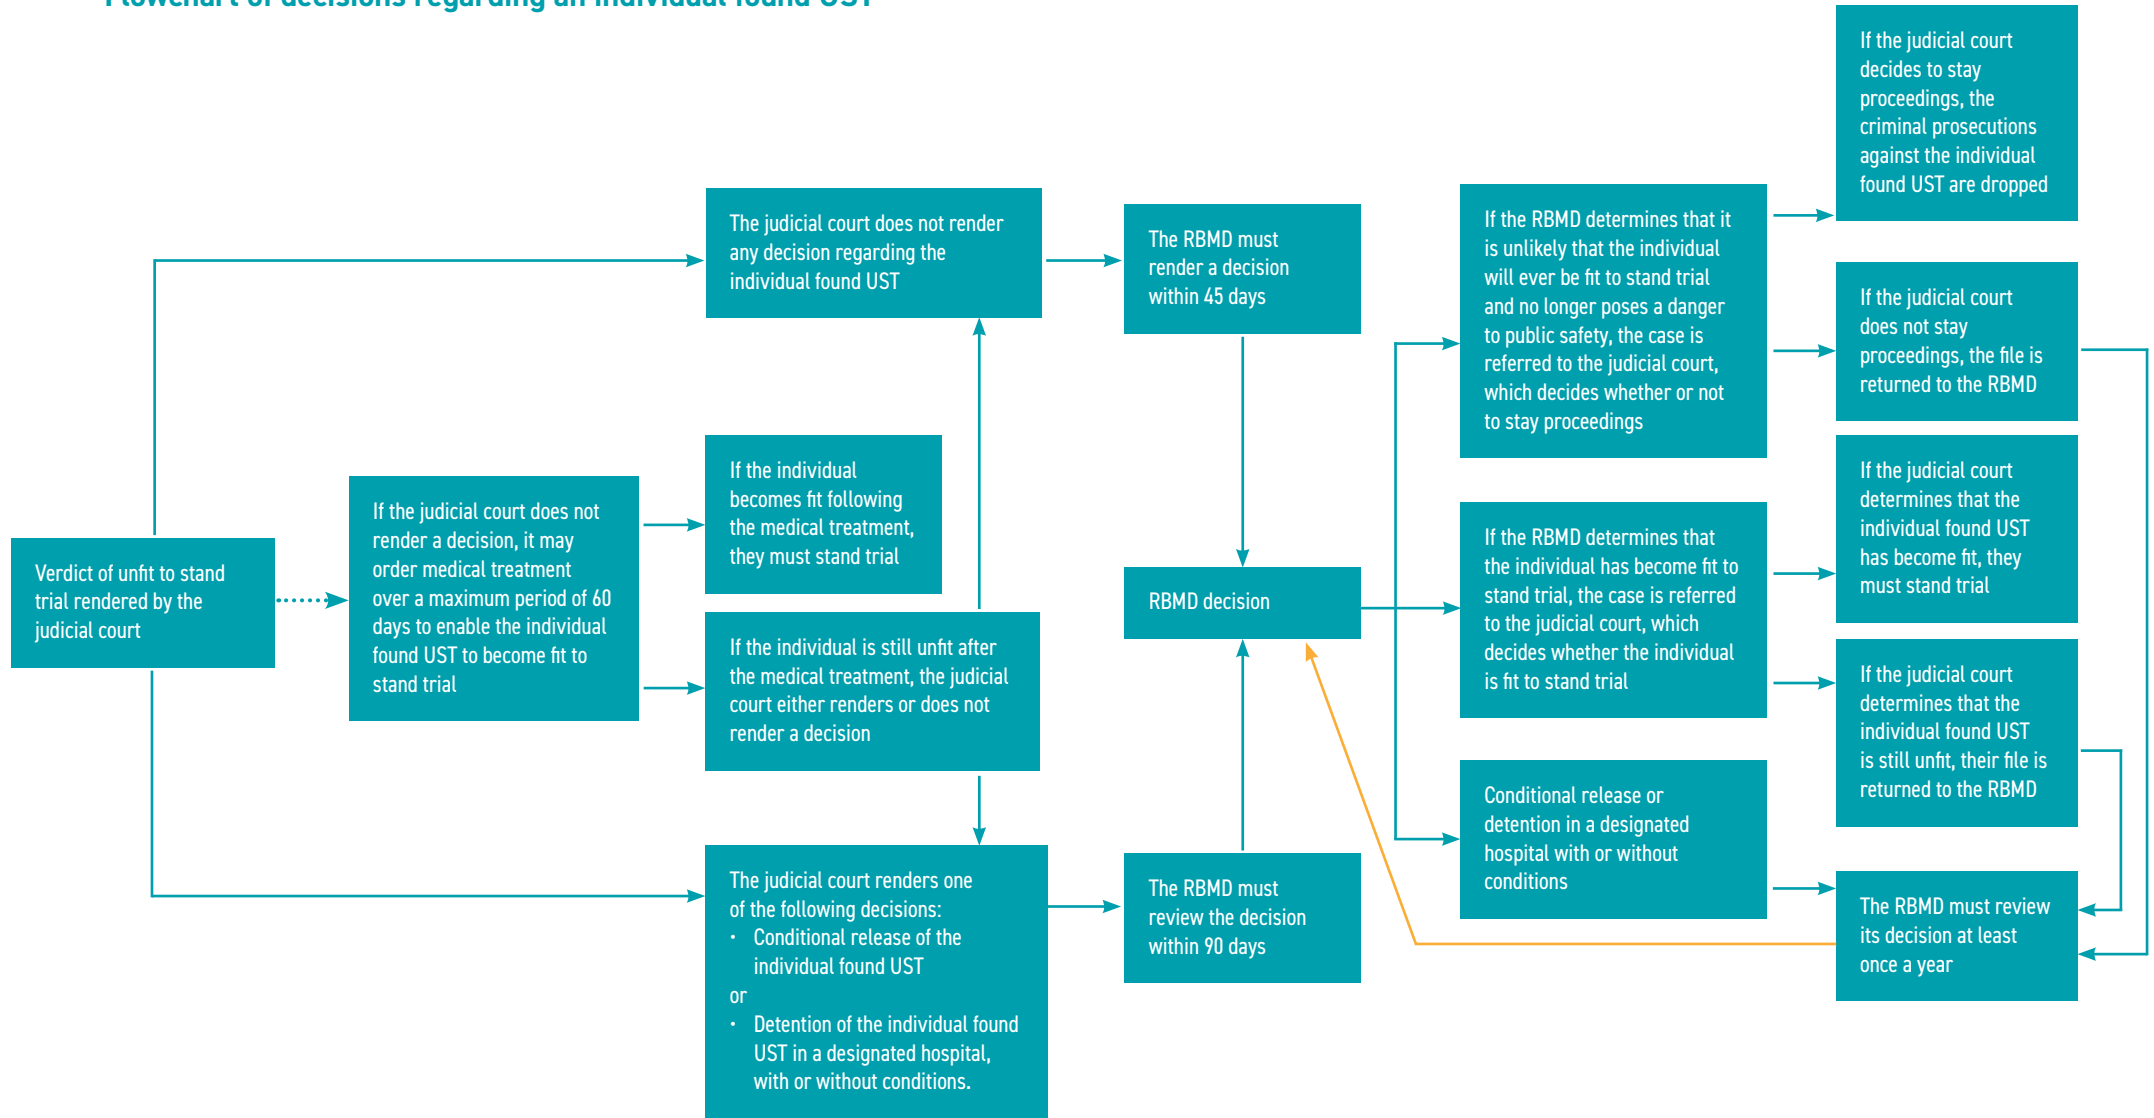 Flowchart of decisions regarding an individual found UST
Verdict of unfit to stand
trial rendered by the
judicial court
If the judicial court does not
render a decision, it may
order medical treatment
over a maximum period of 60
days to enable the individual
found UST to become fit to
stand trial
The judicial court does not render
any decision regarding the
individual found UST
If the individual
becomes fit following
the medical treatment,
they must stand trial
If the individual is still unfit after
the medical treatment, the judicial
court either renders or does not
render a decision
The judicial court renders one
of the following decisions:
• Conditional release of the
individual found UST
or
• Detention of the individual found
UST in a designated hospital,
with or without conditions.
The RBMD must
render a decision
within 45 days
RBMD decision
The RBMD must
review the decision
within 90 days
If the RBMD determines that it
is unlikely that the individual
will ever be fit to stand trial
and no longer poses a danger
to public safety, the case is
referred to the judicial court,
which decides whether or not
to stay proceedings
If the RBMD determines that
the individual has become fit to
stand trial, the case is referred
to the judicial court, which
decides whether the individual
is fit to stand trial
Conditional release or
detention in a designated
hospital with or without
conditions
If the judicial court
decides to stay
proceedings, the
criminal prosecutions
against the individual
found UST are dropped
If the judicial court
does not stay
proceedings, the file is
returned to the RBMD
If the judicial court
determines that the
individual found UST
has become fit, they
must stand trial
If the judicial court
determines that the
individual found UST
is still unfit, their file is
returned to the RBMD
The RBMD must review
its decision at least
once a year